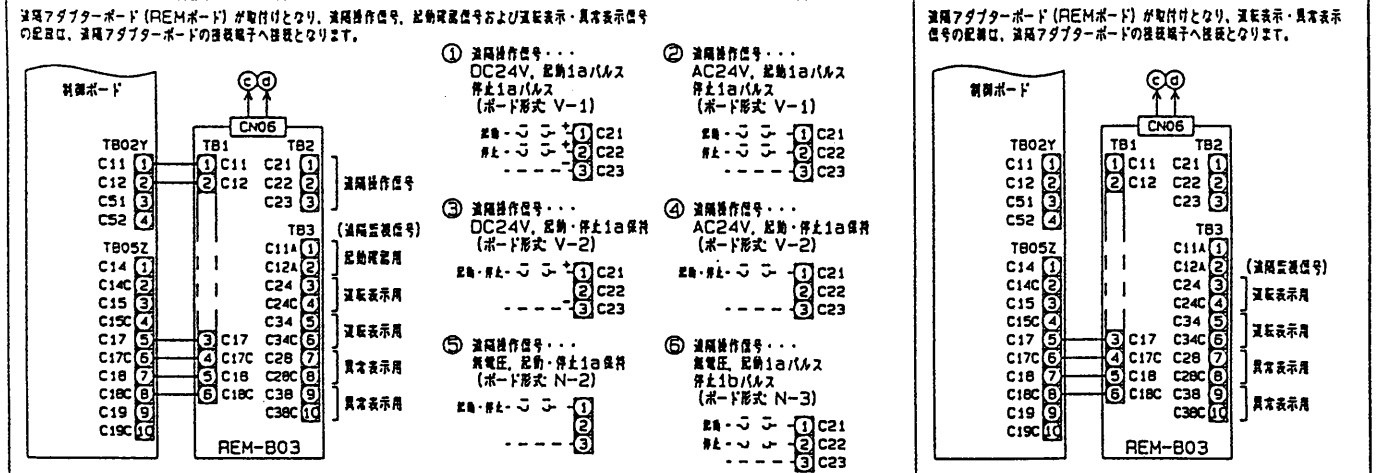 遠隔アダプターボード(REMボード)が取付けとなり、遠隔操作信号、起動確認信号および運転表示・異常表示信号
の配線は、遠隔アダプターボードの接続端子へ接続となります。
制御ボード
ⓒ ⓓ
CN06
TB02Y
C11 ①
C12 ②
C51 ③
C52 ④
TB05Z
C14 ①
C14C ②
C15 ③
C15C ④
C17 ⑤
C17C ⑥
C18 ⑦
C18C ⑧
C19 ⑨
C19C ⑩
TB1
① C11
② C12
③ C17
④ C17C
⑤ C18
⑥ C18C
TB2
C21 ①
C22 ②
C23 ③
遠隔操作信号
TB3
(遠隔監視信号)
C11A ①
C12A ②
起動確認用
C24 ③
C24C ④
運転表示用
C34 ⑤
C34C ⑥
運転表示用
C28 ⑦
C28C ⑧
異常表示用
C38 ⑨
C38C ⑩
異常表示用
REM-B03
① 遠隔操作信号・・・
DC24V、起動1aパルス
停止1aパルス
(ボード形式 V-1)
起動 + ① C21
停止 + ② C22
- ③ C23
② 遠隔操作信号・・・
AC24V、起動1aパルス
停止1aパルス
(ボード形式 V-1)
起動 ① C21
停止 ② C22
③ C23
③ 遠隔操作信号・・・
DC24V、起動・停止1a保持
(ボード形式 V-2)
起動・停止 + ① C21
② C22
- ③ C23
④ 遠隔操作信号・・・
AC24V、起動・停止1a保持
(ボード形式 V-2)
起動・停止 ① C21
② C22
③ C23
⑤ 遠隔操作信号・・・
無電圧、起動・停止1a保持
(ボード形式 N-2)
起動・停止 ①
②
③
⑥ 遠隔操作信号・・・
無電圧、起動1aパルス
停止1bパルス
(ボード形式 N-3)
起動 ① C21
停止 ② C22
③ C23
遠隔アダプターボード(REMボード)が取付けとなり、運転表示・異常表示
信号の配線は、遠隔アダプターボードの接続端子へ接続となります。
制御ボード
ⓒ ⓓ
CN06
TB02Y
C11 ①
C12 ②
C51 ③
C52 ④
TB05Z
C14 ①
C14C ②
C15 ③
C15C ④
C17 ⑤
C17C ⑥
C18 ⑦
C18C ⑧
C19 ⑨
C19C ⑩
TB1
① C11
② C12
③ C17
④ C17C
⑤ C18
⑥ C18C
TB2
C21 ①
C22 ②
C23 ③
TB3
C11A ①
C12A ②
(遠隔監視信号)
C24 ③
C24C ④
運転表示用
C34 ⑤
C34C ⑥
運転表示用
C28 ⑦
C28C ⑧
異常表示用
C38 ⑨
C38C ⑩
異常表示用
REM-B03